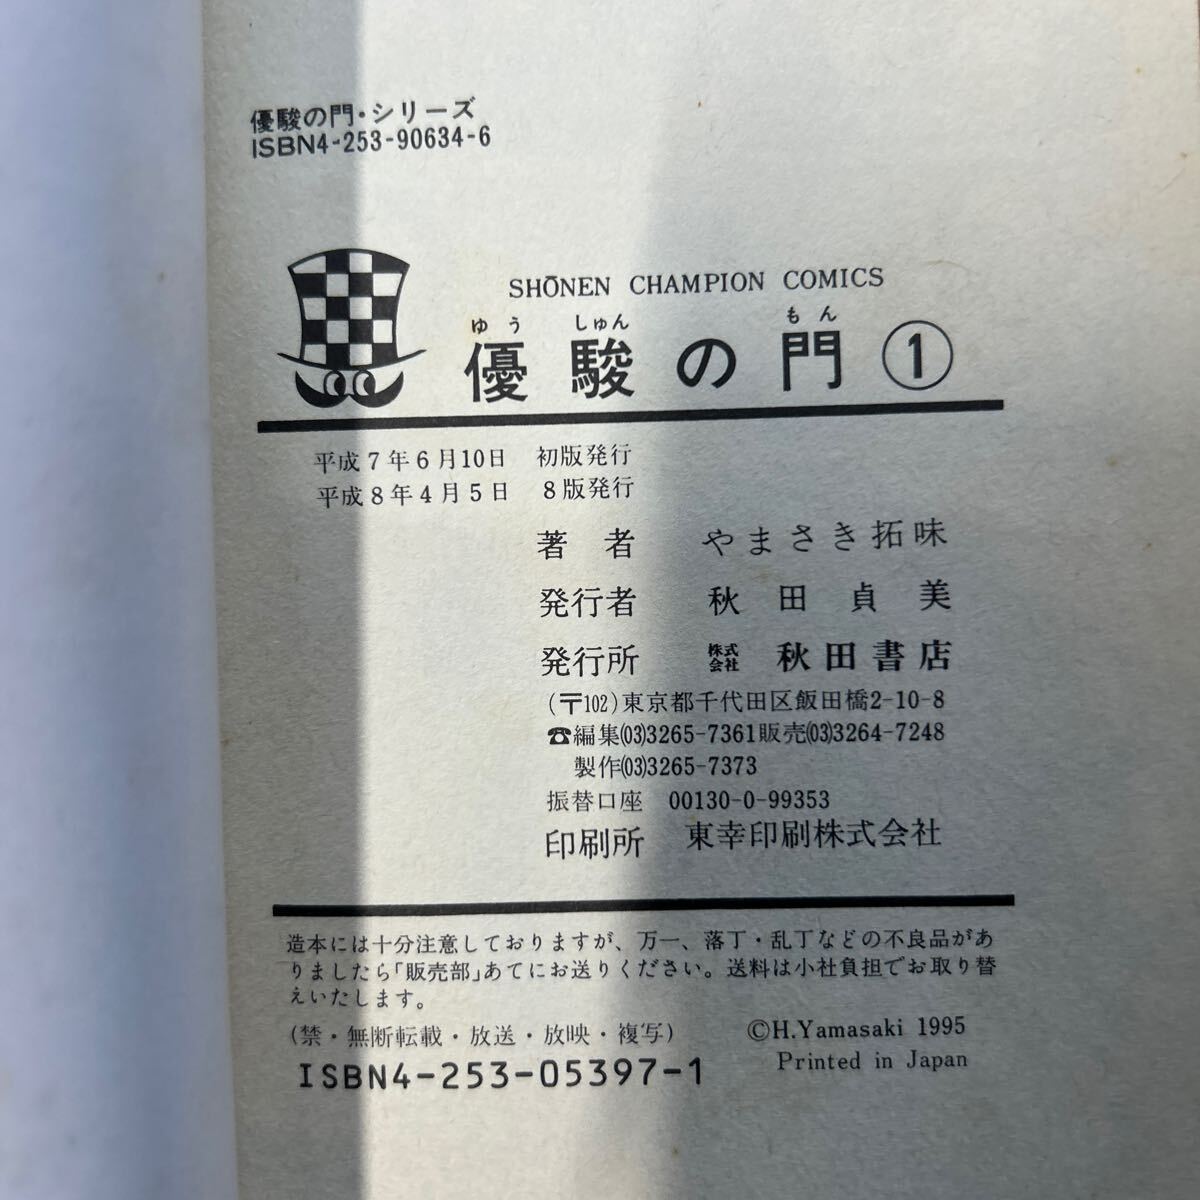 優駿の門・シリーズ
ISBN4-253-90634-6
SHŌNEN CHAMPION COMICS
ゆう しゅん もん
優駿の門①
平成7年6月10日 初版発行
平成8年4月5日 8版発行
著者 やまさき拓味
発行者 秋田貞美
発行所 株式会社 秋田書店
(〒102)東京都千代田区飯田橋2-10-8
☎編集(03)3265-7361販売(03)3264-7248
製作(03)3265-7373
振替口座 00130-0-99353
印刷所 東幸印刷株式会社
造本には十分注意しておりますが、万一、落丁・乱丁などの不良品があ
りましたら「販売部」あてにお送りください。送料は小社負担でお取り替
えいたします。
(禁・無断転載・放送・放映・複写)
ISBN4-253-05397-1
©H.Yamasaki 1995
Printed in Japan